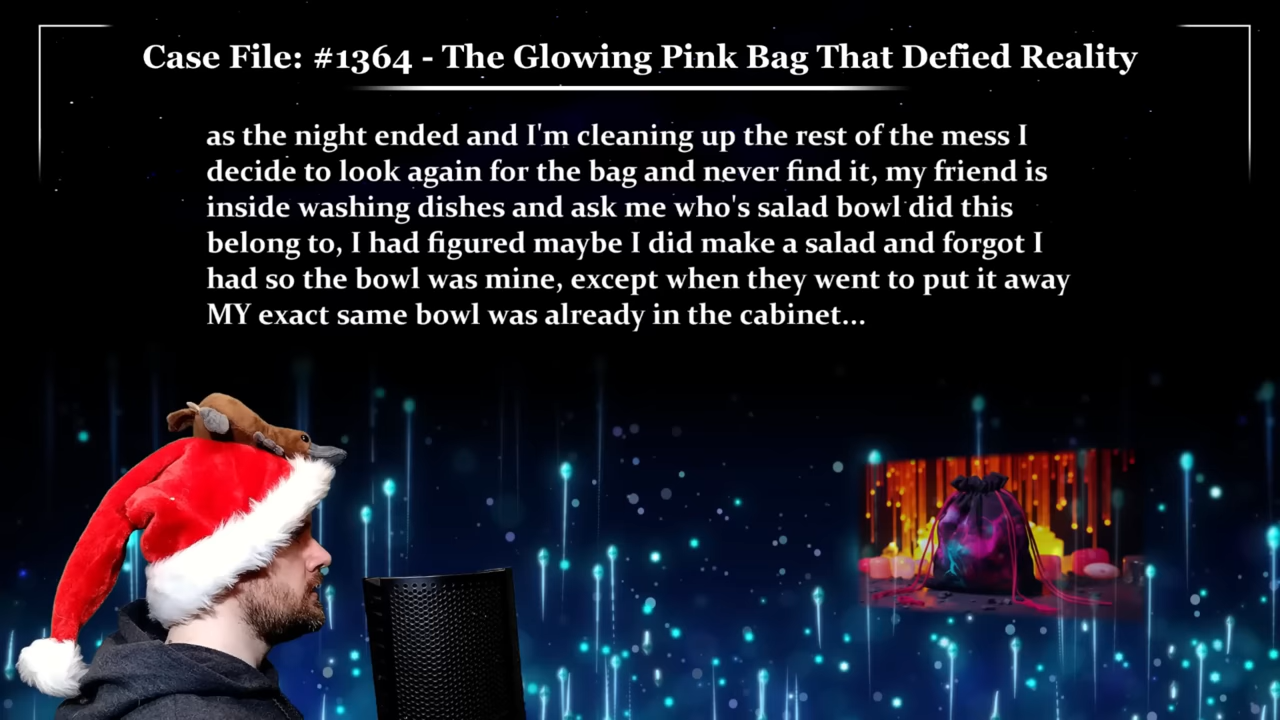 Case File: #1364 - The Glowing Pink Bag That Defied Reality
as the night ended and I'm cleaning up the rest of the mess I
decide to look again for the bag and never find it, my friend is
inside washing dishes and ask me who's salad bowl did this
belong to, I had figured maybe I did make a salad and forgot I
had so the bowl was mine, except when they went to put it away
MY exact same bowl was already in the cabinet...